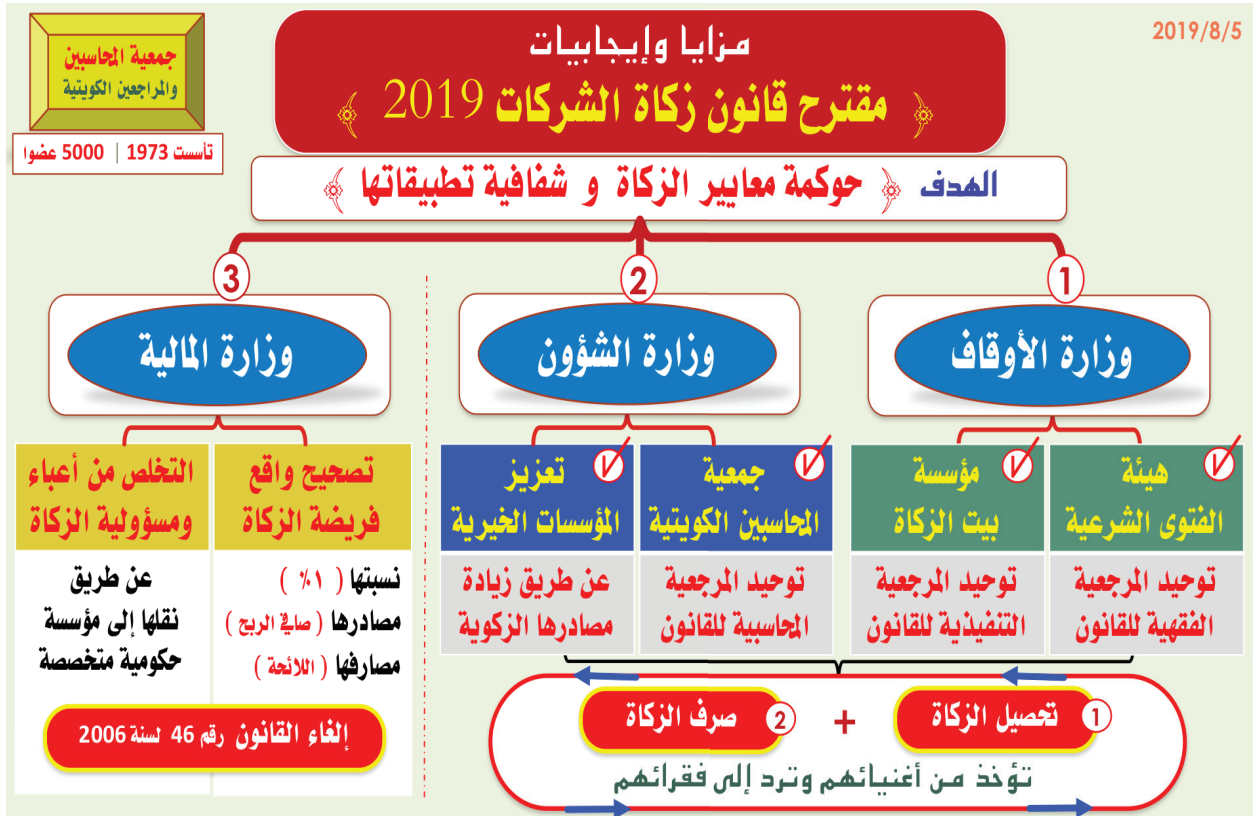 2019/8/5
جمعية المحاسبين
والمراجعين الكويتية
تأسست 1973 | 5000 عضوا
مزايا وإيجابيات
﴿ مقترح قانون زكاة الشركات 2019 ﴾
الهدف ﴿ حوكمة معايير الزكاة و شفافية تطبيقاتها ﴾
1
وزارة الأوقاف
هيئة
الفتوى الشرعية
توحيد المرجعية
الفقهية للقانون
مؤسسة
بيت الزكاة
توحيد المرجعية
التنفيذية للقانون
2
وزارة الشؤون
جمعية
المحاسبين الكويتية
توحيد المرجعية
المحاسبية للقانون
تعزيز
المؤسسات الخيرية
عن طريق زيادة
مصادرها الزكوية
1 تحصيل الزكاة + 2 صرف الزكاة
تؤخذ من أغنيائهم وترد إلى فقرائهم
3
وزارة المالية
تصحيح واقع
فريضة الزكاة
نسبتها ( ١٪ )
مصادرها ( صافي الربح )
مصارفها ( اللائحة )
التخلص من أعباء
ومسؤولية الزكاة
عن طريق
نقلها إلى مؤسسة
حكومية متخصصة
إلغاء القانون رقم 46 لسنة 2006